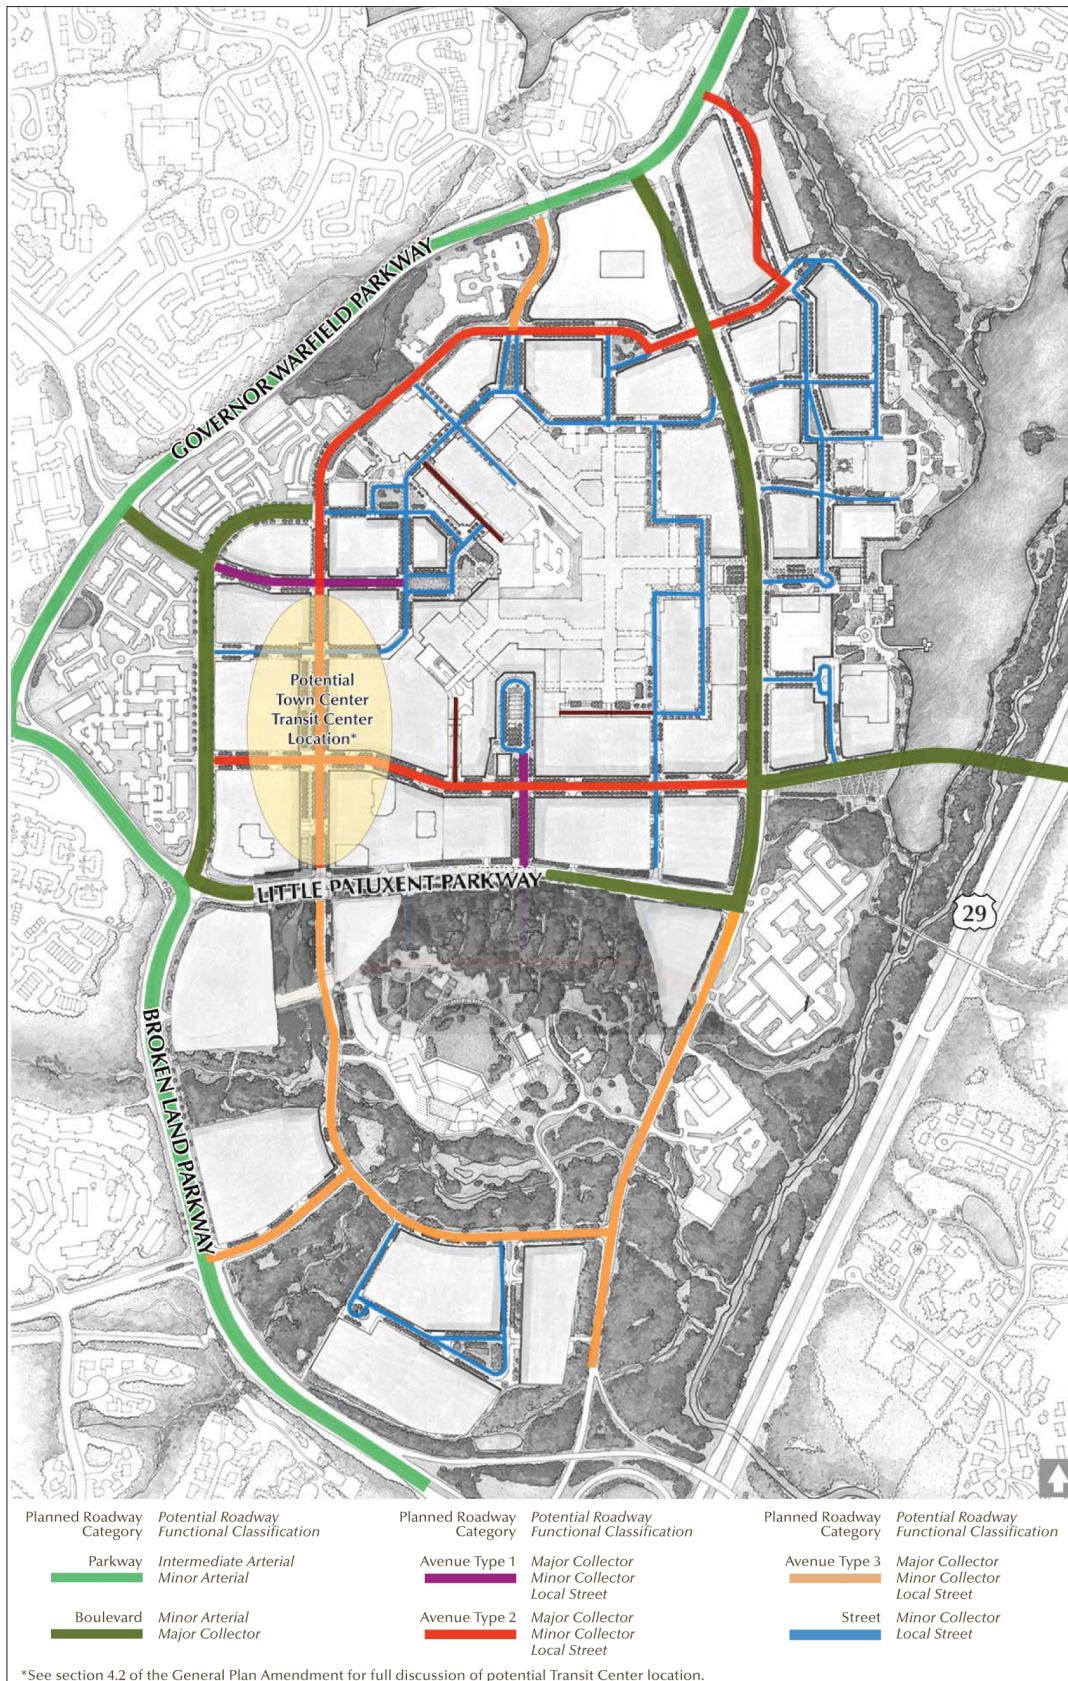 GOVERNOR WARFIELD PARKWAY
Potential
Town Center
Transit Center
Location*
LITTLE PATUXENT PARKWAY
29
BROKEN LAND PARKWAY
Planned Roadway Category
Potential Roadway Functional Classification
Parkway
Intermediate Arterial
Minor Arterial
Boulevard
Minor Arterial
Major Collector
Planned Roadway Category
Potential Roadway Functional Classification
Avenue Type 1
Major Collector
Minor Collector
Local Street
Avenue Type 2
Major Collector
Minor Collector
Local Street
Planned Roadway Category
Potential Roadway Functional Classification
Avenue Type 3
Major Collector
Minor Collector
Local Street
Street
Minor Collector
Local Street
*See section 4.2 of the General Plan Amendment for full discussion of potential Transit Center location.